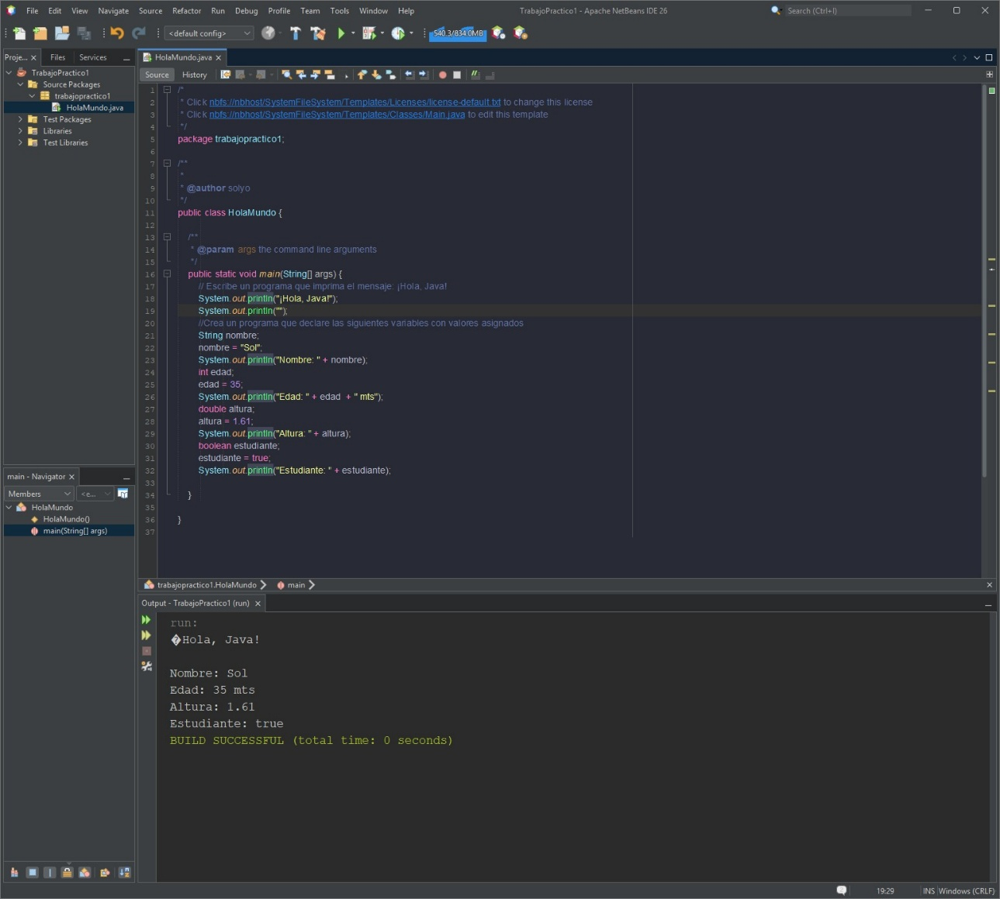 File Edit View Navigate Source Refactor Run Debug Profile Team Tools Window Help
TrabajoPractico1 - Apache NetBeans IDE 26
Search (Ctrl+I)
<default config>
540.3/834.0MB
Proje... Files Services
TrabajoPractico1
Source Packages
trabajopractico1
HolaMundo.java
Test Packages
Libraries
Test Libraries
main - Navigator
Members
<e...
HolaMundo
HolaMundo()
main(String[] args)
HolaMundo.java
Source History
1 /*
2 * Click nbfs://nbhost/SystemFileSystem/Templates/Licenses/license-default.txt to change this license
3 * Click nbfs://nbhost/SystemFileSystem/Templates/Classes/Main.java to edit this template
4 */
5 package trabajopractico1;
6
7 /**
8 *
9 * @author solyo
10 */
11 public class HolaMundo {
12
13 /**
14 * @param args the command line arguments
15 */
16 public static void main(String[] args) {
17 // Escribe un programa que imprima el mensaje: ¡Hola, Java!
18 System.out.println("¡Hola, Java!");
19 System.out.println("");
20 //Crea un programa que declare las siguientes variables con valores asignados
21 String nombre;
22 nombre = "Sol";
23 System.out.println("Nombre: " + nombre);
24 int edad;
25 edad = 35;
26 System.out.println("Edad: " + edad + " mts");
27 double altura;
28 altura = 1.61;
29 System.out.println("Altura: " + altura);
30 boolean estudiante;
31 estudiante = true;
32 System.out.println("Estudiante: " + estudiante);
33
34 }
35
36 }
37
trabajopractico1.HolaMundo main
Output - TrabajoPractico1 (run)
run:
�Hola, Java!
Nombre: Sol
Edad: 35 mts
Altura: 1.61
Estudiante: true
BUILD SUCCESSFUL (total time: 0 seconds)
19:29 INS Windows (CRLF)